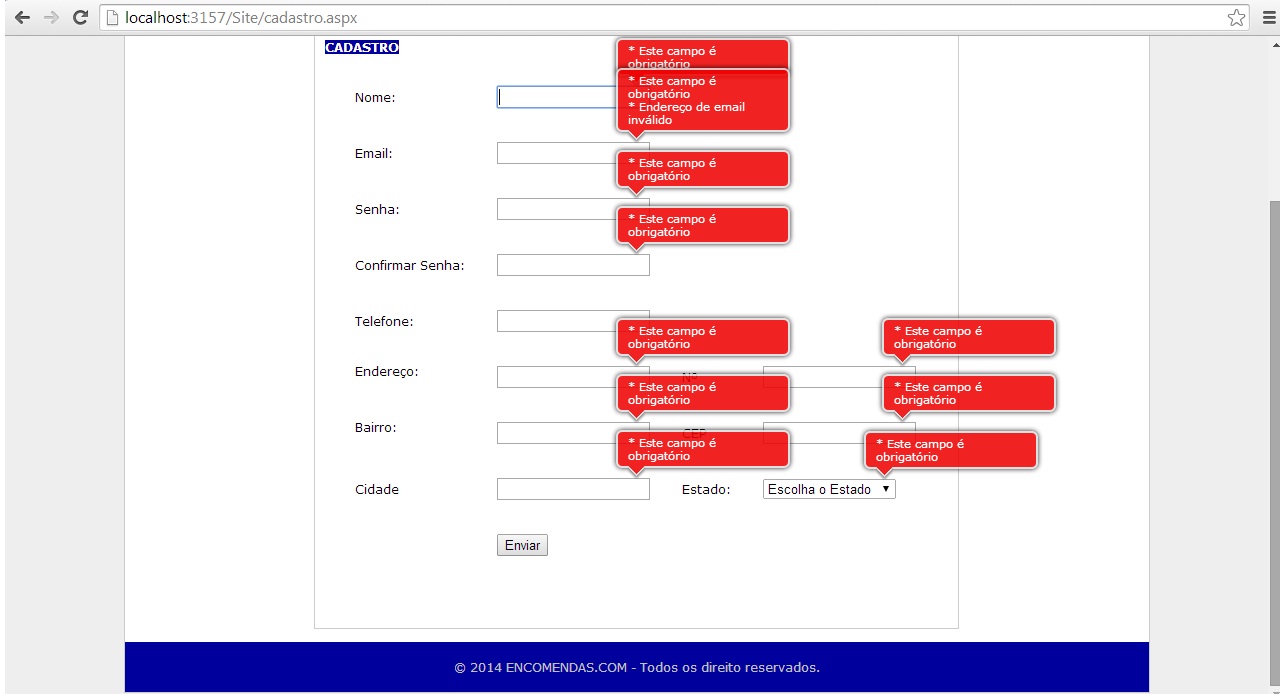 localhost:3157/Site/cadastro.aspx
CADASTRO
* Este campo é
obrigatório
* Este campo é
obrigatório
* Endereço de email
inválido
Nome:
Email:
* Este campo é
obrigatório
Senha:
* Este campo é
obrigatório
Confirmar Senha:
Telefone:
* Este campo é
obrigatório
* Este campo é
obrigatório
Endereço:
Nº
* Este campo é
obrigatório
* Este campo é
obrigatório
Bairro:
CEP
* Este campo é
obrigatório
* Este campo é
obrigatório
Cidade
Estado:
Escolha o Estado
Enviar
© 2014 ENCOMENDAS.COM - Todos os direito reservados.